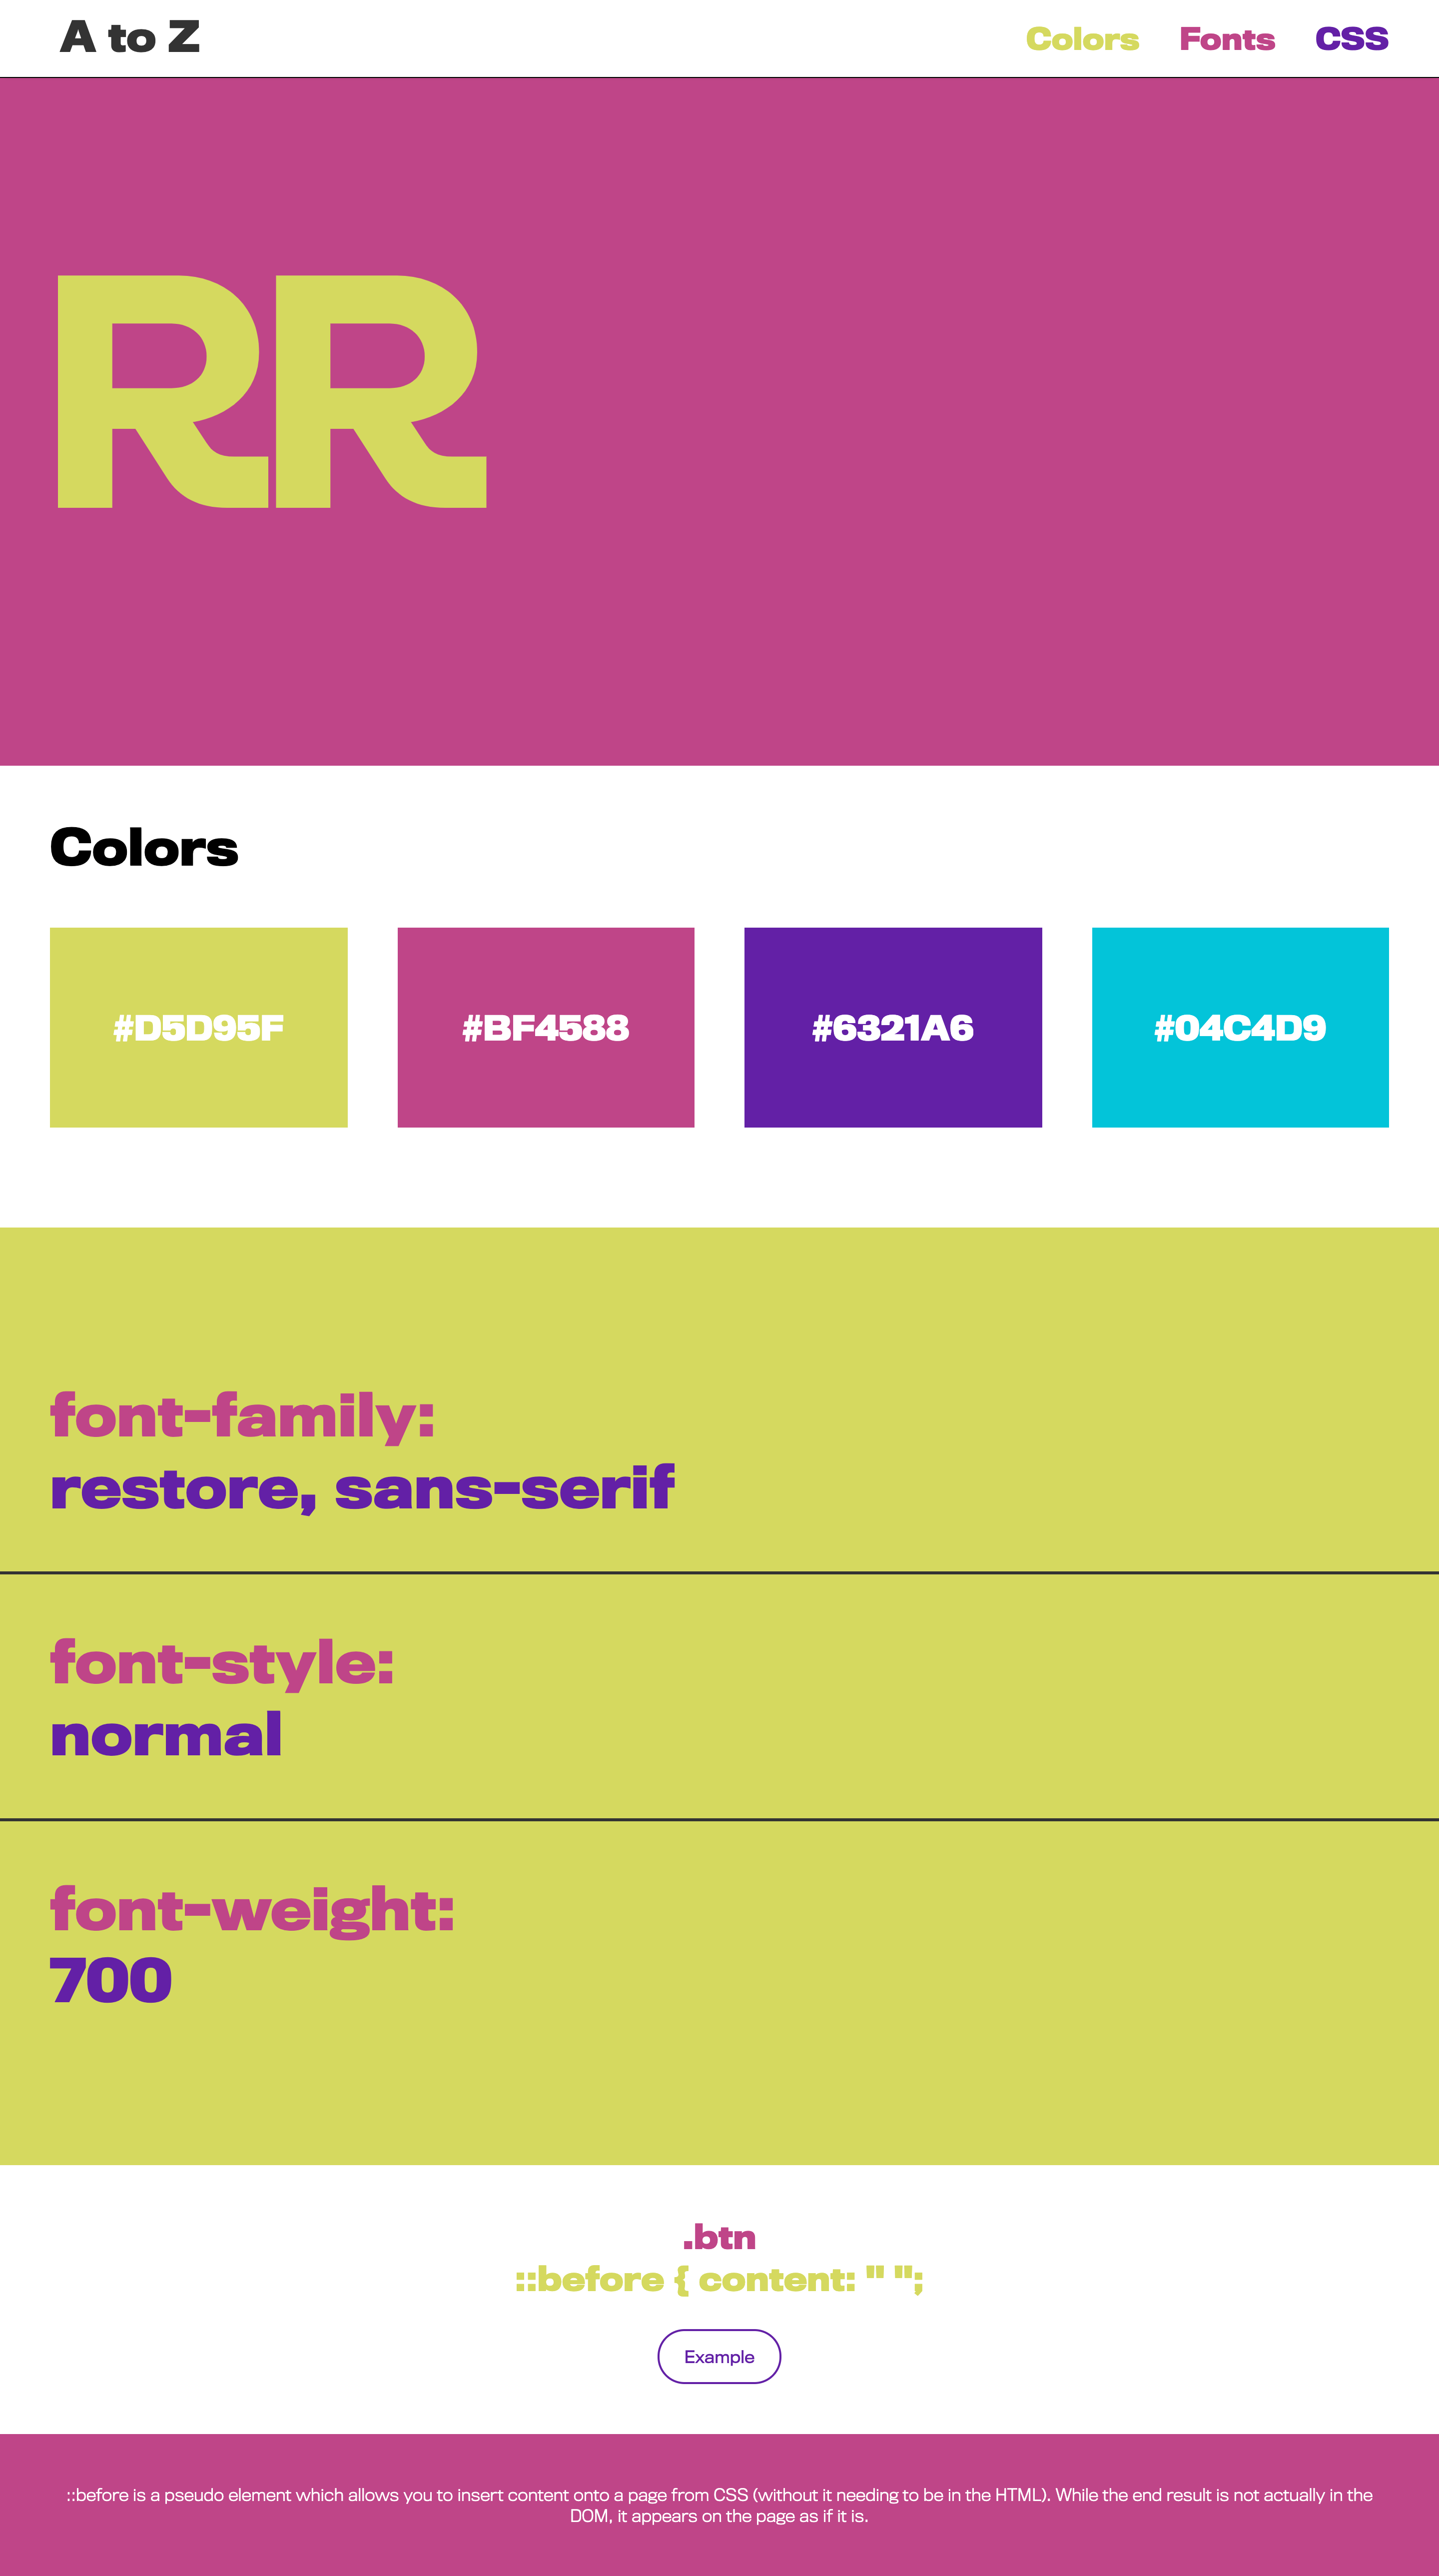 A to Z
Colors Fonts CSS
RR
Colors
#D5D95F #BF4588 #6321A6 #04C4D9
font-family:
restore, sans-serif
font-style:
normal
font-weight:
700
.btn
::before { content: " ";
Example
::before is a pseudo element which allows you to insert content onto a page from CSS (without it needing to be in the HTML). While the end result is not actually in the
DOM, it appears on the page as if it is.